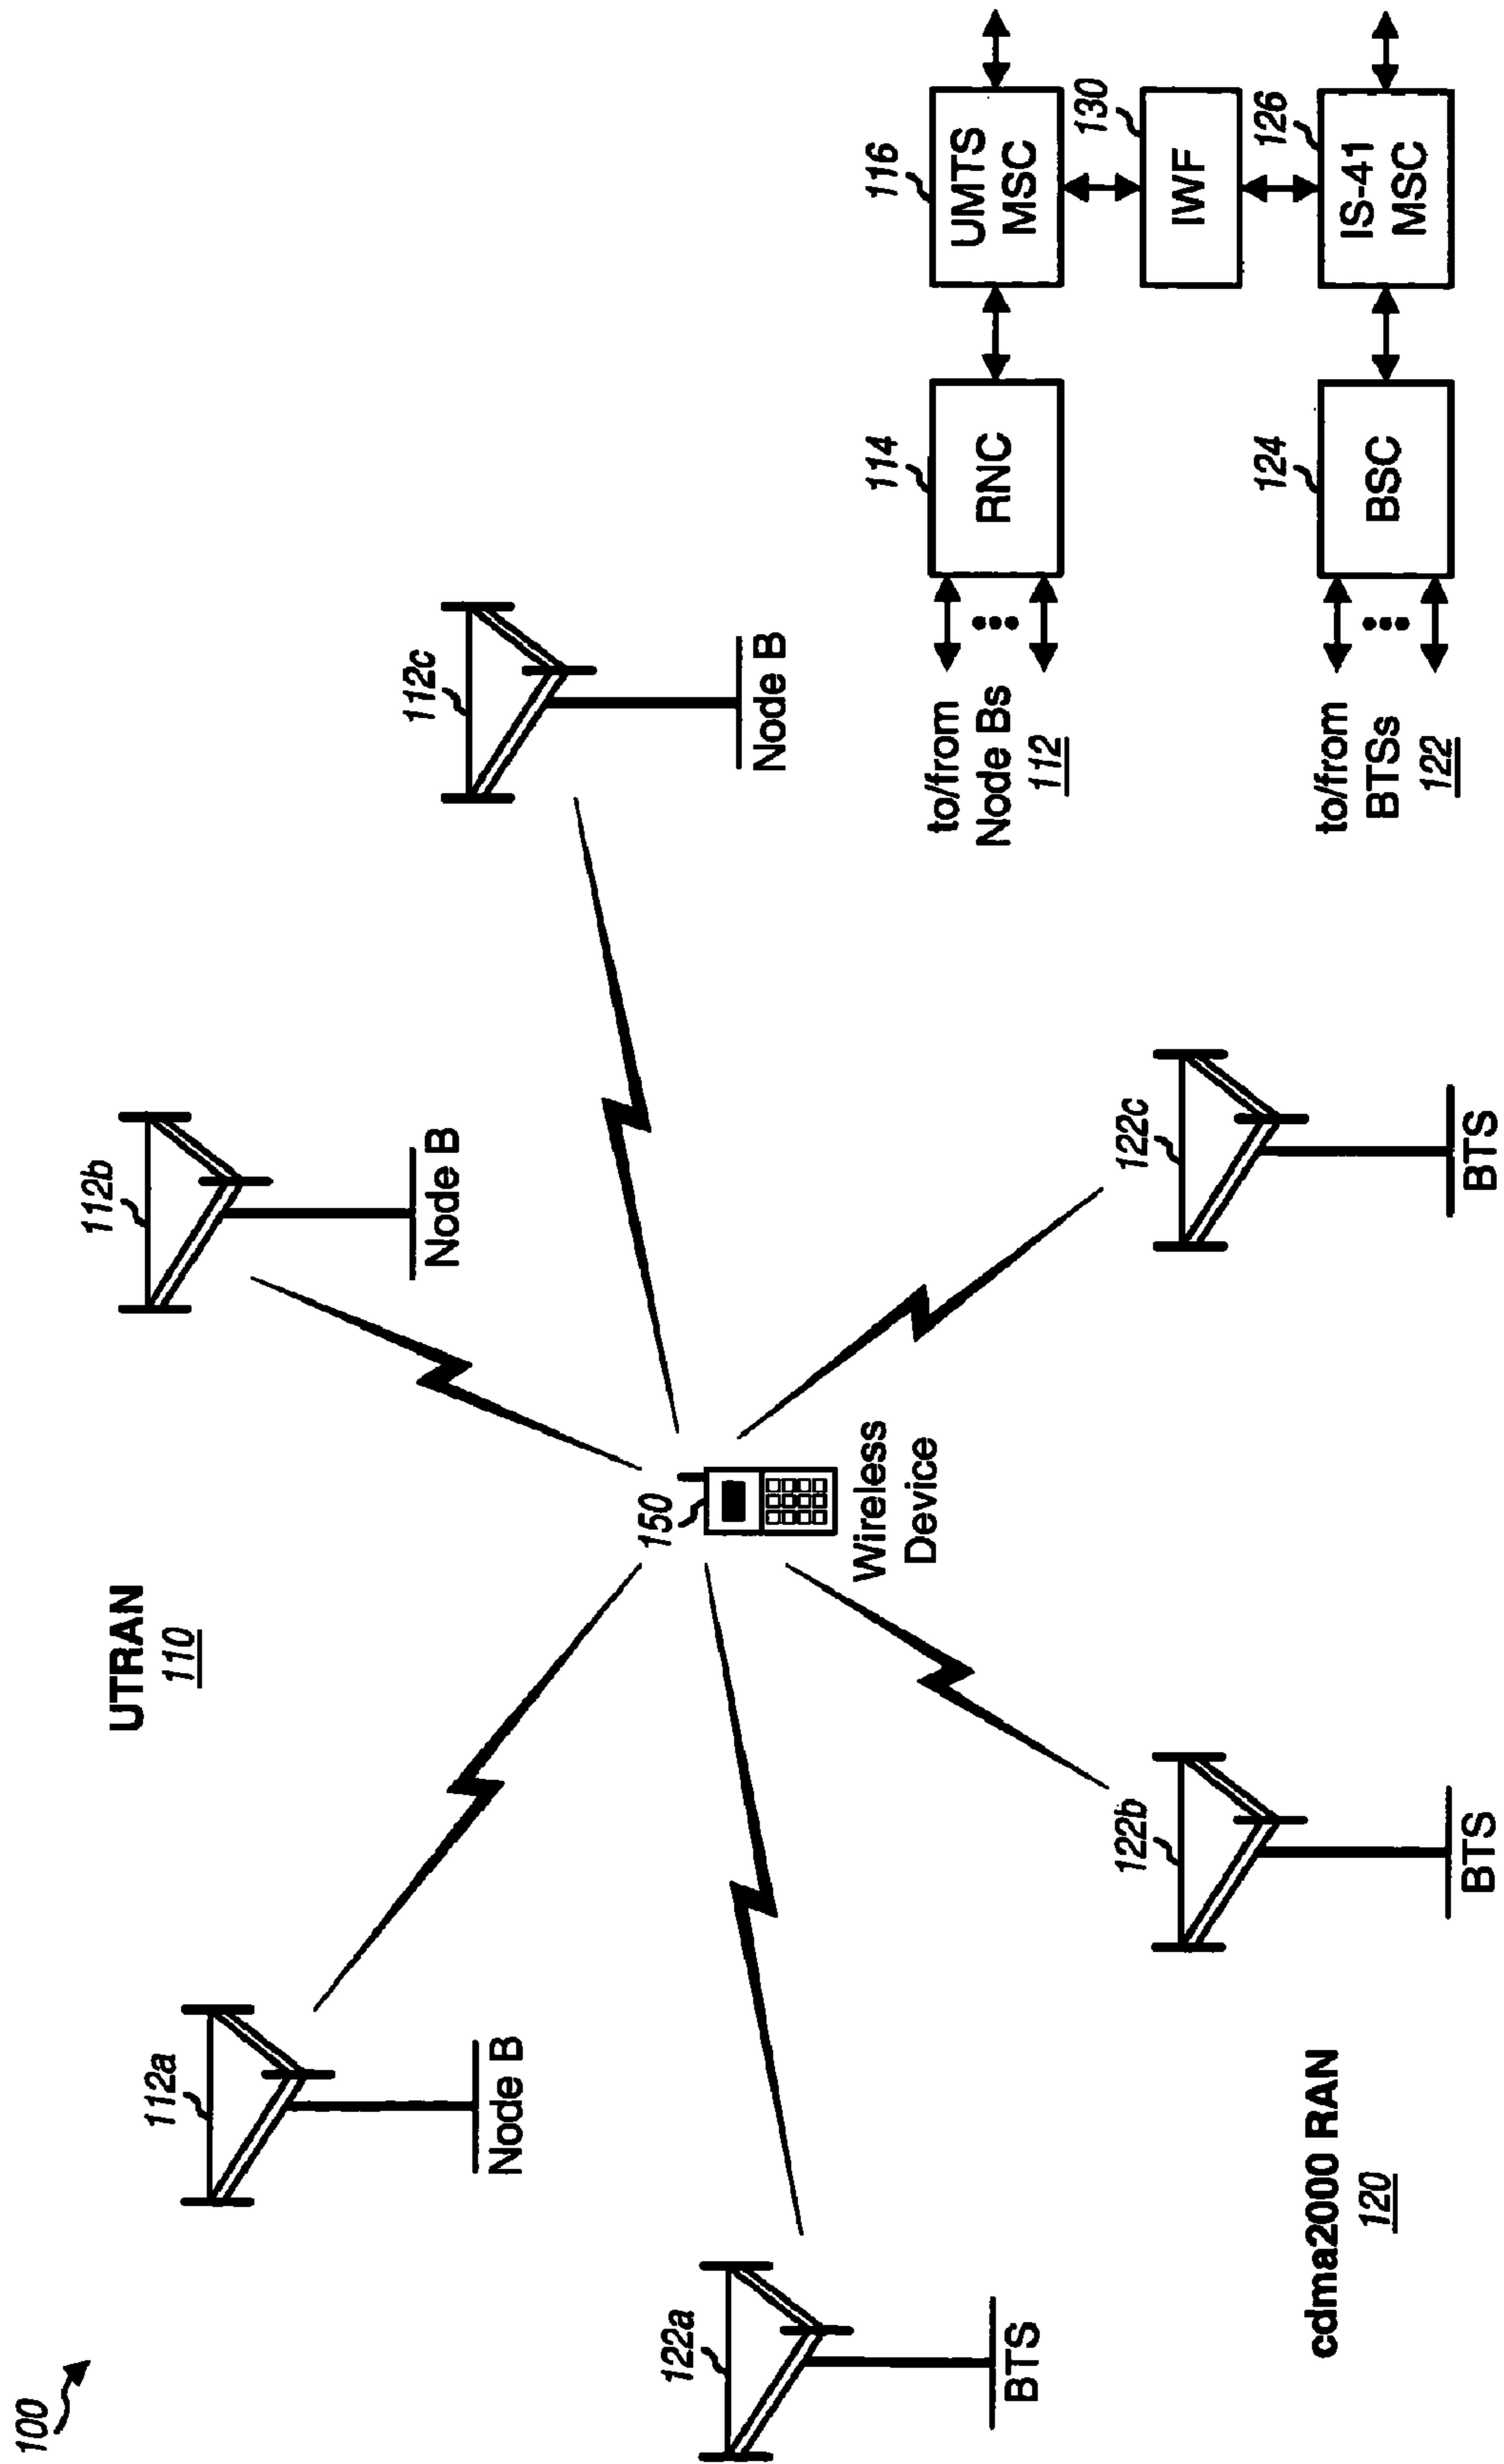 100
UTRAN
110
112a
Node B
112b
Node B
112c
Node B
122a
BTS
150
Wireless
Device
122b
BTS
122c
BTS
cdma2000 RAN
120
to/from
Node Bs
112
114
RNC
116
UMTS
MSC
130
IWF
to/from
BTSs
122
124
BSC
126
IS-41
MSC